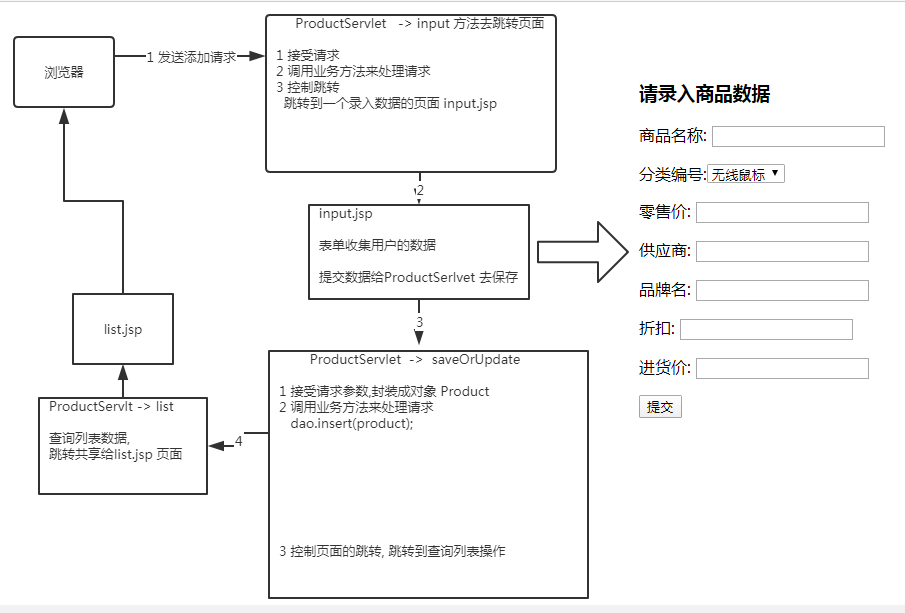 ProductServlet -> input 方法去跳转页面
浏览器
1 发送添加请求
1 接受请求
2 调用业务方法来处理请求
3 控制跳转
跳转到一个录入数据的页面 input.jsp
2
input.jsp
表单收集用户的数据
提交数据给ProductSerlvet 去保存
3
ProductServlet -> saveOrUpdate
1 接受请求参数,封装成对象 Product
2 调用业务方法来处理请求
dao.insert(product);
3 控制页面的跳转, 跳转到查询列表操作
4
ProductServlt -> list
查询列表数据,
跳转共享给list.jsp 页面
list.jsp
请录入商品数据
商品名称:
分类编号: 无线鼠标
零售价:
供应商:
品牌名:
折扣:
进货价:
提交